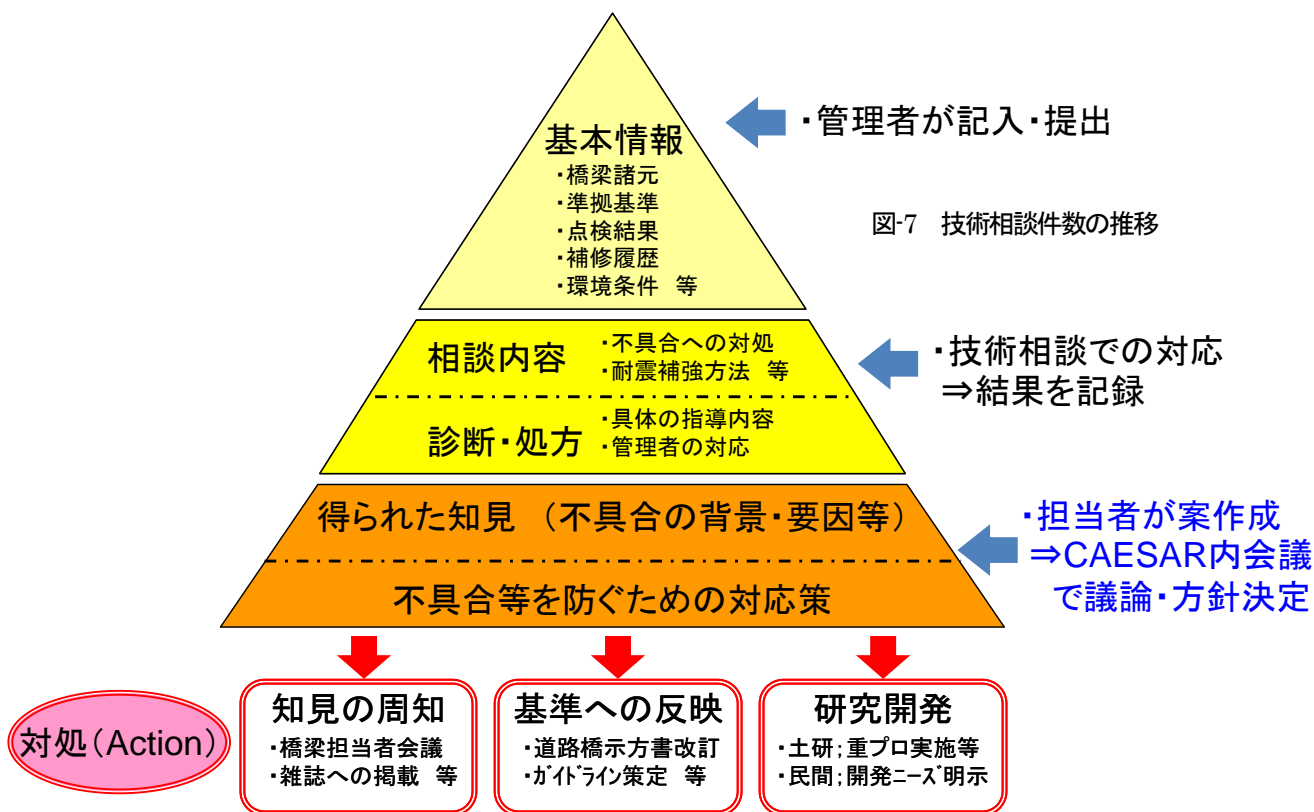 基本情報
・橋梁諸元
・準拠基準
・点検結果
・補修履歴
・環境条件 等
・管理者が記入・提出
図-7 技術相談件数の推移
相談内容
・不具合への対処
・耐震補強方法 等
診断・処方
・具体の指導内容
・管理者の対応
・技術相談での対応
⇒結果を記録
得られた知見 (不具合の背景・要因等)
不具合等を防ぐための対応策
・担当者が案作成
⇒CAESAR内会議
で議論・方針決定
対処(Action)
知見の周知
・橋梁担当者会議
・雑誌への掲載 等
基準への反映
・道路橋示方書改訂
・ガイドライン策定 等
研究開発
・土研;重プロ実施等
・民間;開発ニーズ明示